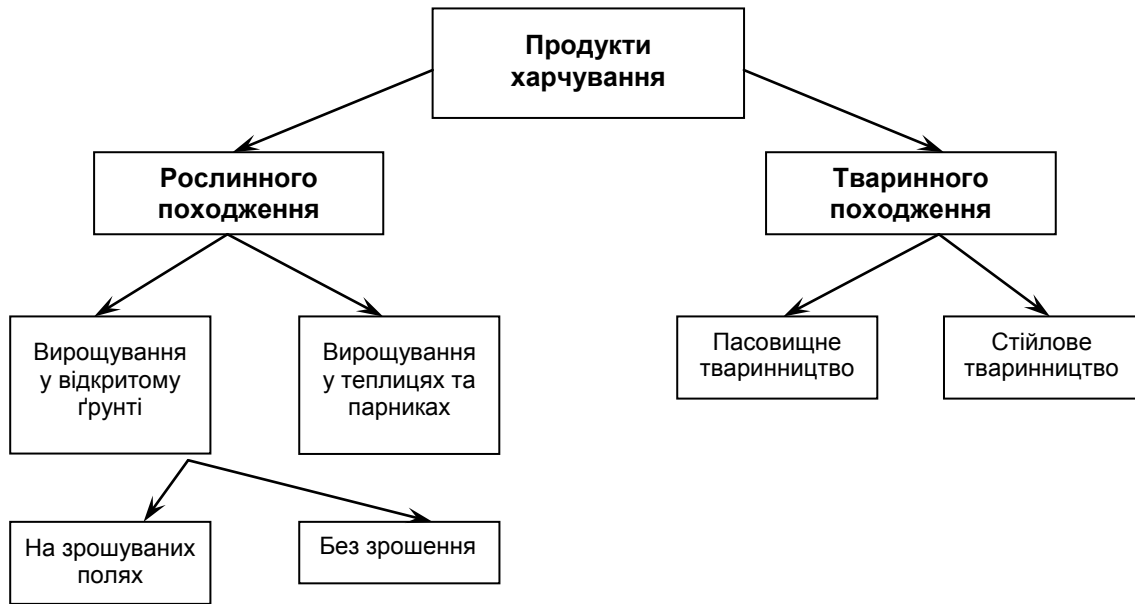 Продукти
харчування
Рослинного
походження
Тваринного
походження
Вирощування
у відкритому
ґрунті
Вирощування
у теплицях та
парниках
Пасовищне
тваринництво
Стійлове
тваринництво
На зрошуваних
полях
Без зрошення